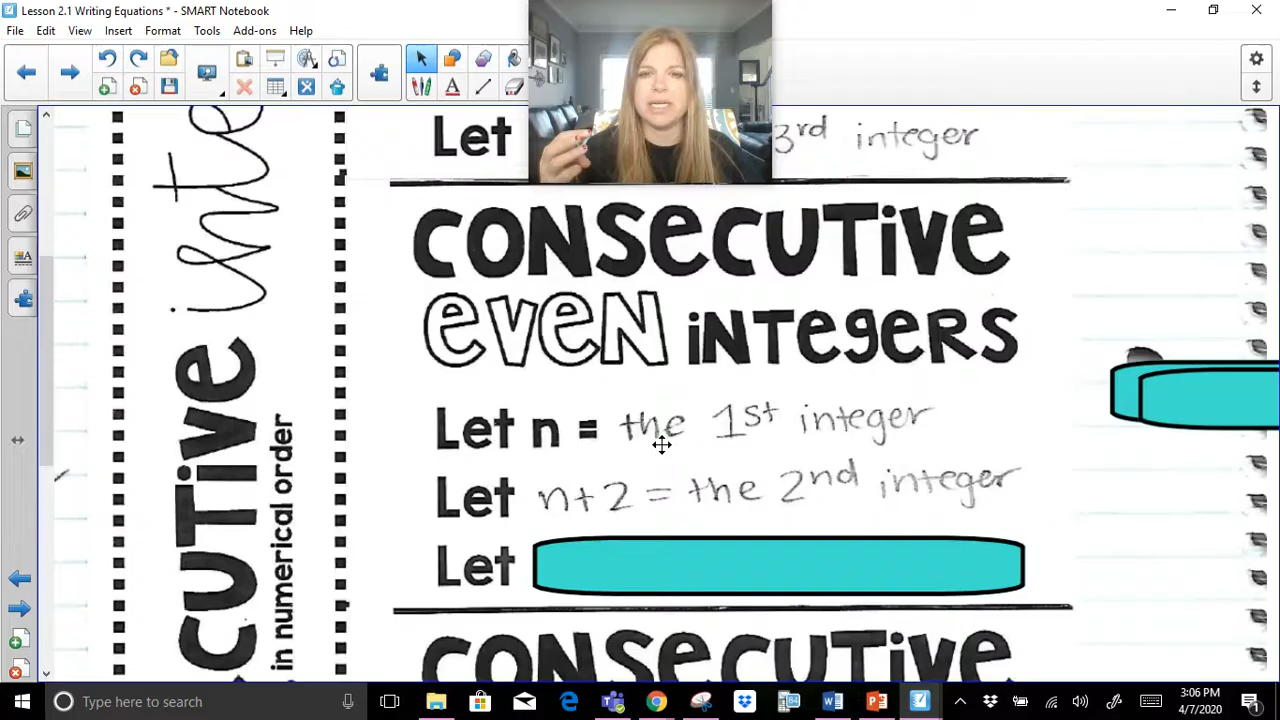 Lesson 2.1 Writing Equations * - SMART Notebook
File Edit View Insert Format Tools Add-ons Help
Let 3rd integer
CONSecUTive
eveN iNTegeRS
Let n = the 1st integer
Let n+2 = the 2nd integer
Let
CONSecUTive
CUTive inte
in numerical order
Type here to search
3:06 PM
4/7/2020
1